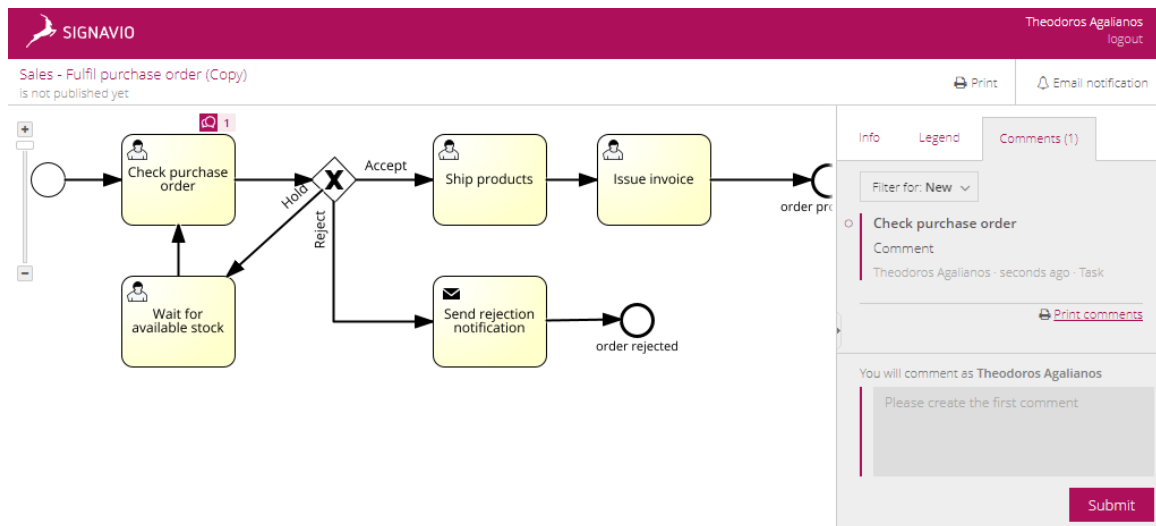 SIGNAVIO
Theodoros Agalianos
logout
Sales - Fulfil purchase order (Copy)
is not published yet
Print
Email notification
+
1
Check purchase
order
Accept
Hold
Reject
Ship products
Issue invoice
order pr
Wait for
available stock
Send rejection
notification
order rejected
Info
Legend
Comments (1)
Filter for: New
Check purchase order
Comment
Theodoros Agalianos · seconds ago · Task
Print comments
You will comment as Theodoros Agalianos
Please create the first comment
Submit